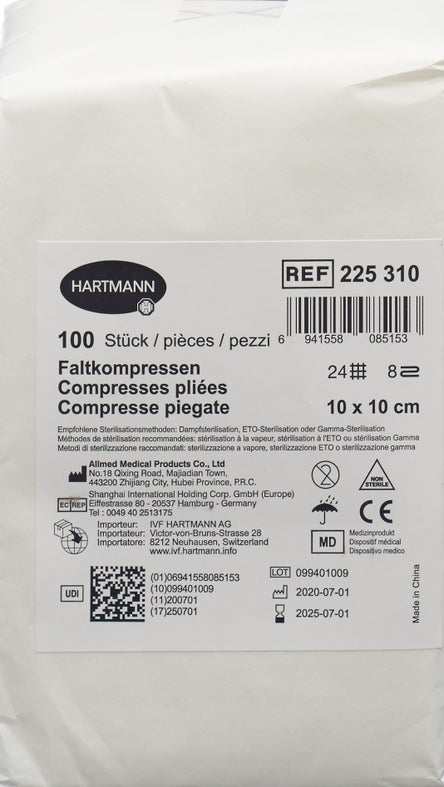 HARTMANN
REF 225 310
6 941558 085153
100 Stück / pièces / pezzi
Faltkompressen
Compresses pliées
Compresse piegate
24 8
10 x 10 cm
Empfohlene Sterilisationsmethoden: Dampfsterilisation, ETO-Sterilisation oder Gamma-Sterilisation
Méthodes de stérilisation recommandées: stérilisation à la vapeur, stérilisation à l'ETO ou stérilisation Gamma
Metodi di sterilizzazione raccomandati: sterilizzazione a vapore, sterilizzazione ETO o sterilizzazione gamma
Allmed Medical Products Co., Ltd
No.18 Qixing Road, Majiadian Town,
443200 Zhijiang City, Hubei Province, P.R.C.
EC REP Shanghai International Holding Corp. GmbH (Europe)
Eiffestrasse 80 - 20537 Hamburg - Germany
Tel : 0049 40 2513175
Importeur: IVF HARTMANN AG
Importateur: Victor-von-Bruns-Strasse 28
Importatore: 8212 Neuhausen, Switzerland
www.ivf.hartmann.info
2
NON
STERILE
CE
MD
Medizinprodukt
Dispositif médical
Dispositivo medico
UDI
(01)06941558085153
(10)099401009
(11)200701
(17)250701
LOT 099401009
2020-07-01
2025-07-01
Made in China